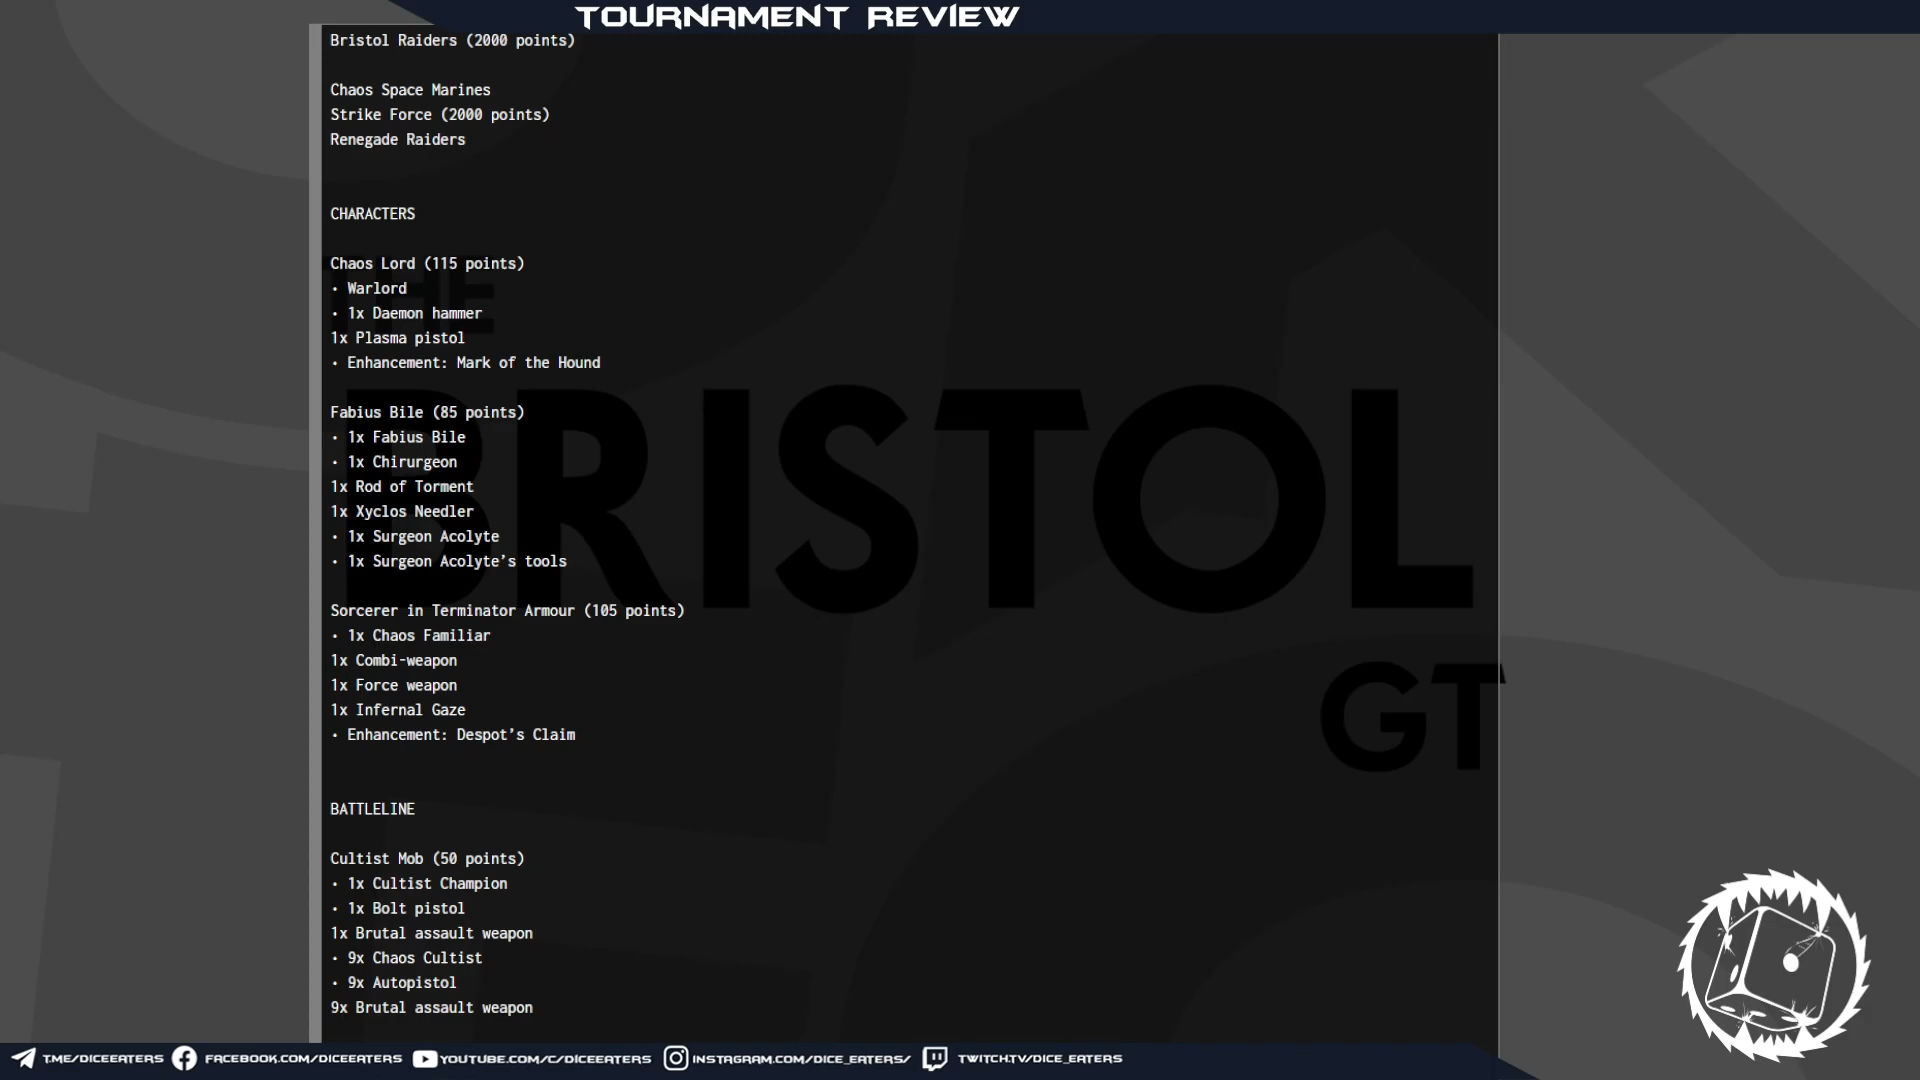 TOURNAMENT REVIEW
Bristol Raiders (2000 points)
Chaos Space Marines
Strike Force (2000 points)
Renegade Raiders
CHARACTERS
Chaos Lord (115 points)
• Warlord
• 1x Daemon hammer
1x Plasma pistol
• Enhancement: Mark of the Hound
Fabius Bile (85 points)
• 1x Fabius Bile
• 1x Chirurgeon
1x Rod of Torment
1x Xyclos Needler
• 1x Surgeon Acolyte
• 1x Surgeon Acolyte's tools
Sorcerer in Terminator Armour (105 points)
• 1x Chaos Familiar
1x Combi-weapon
1x Force weapon
1x Infernal Gaze
• Enhancement: Despot's Claim
BATTLELINE
Cultist Mob (50 points)
• 1x Cultist Champion
• 1x Bolt pistol
1x Brutal assault weapon
• 9x Chaos Cultist
• 9x Autopistol
9x Brutal assault weapon
THE
BRISTOL
GT
T.ME/DICEEATERS FACEBOOK.COM/DICEEATERS YOUTUBE.COM/C/DICEEATERS INSTAGRAM.COM/DICE_EATERS/ TWITCH.TV/DICE_EATERS